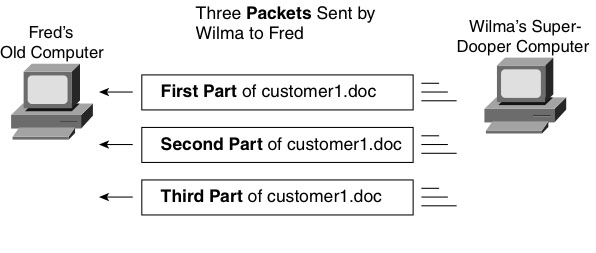 Three Packets Sent by
Wilma to Fred
Fred's
Old Computer
Wilma's Super-
Dooper Computer
First Part of customer1.doc
Second Part of customer1.doc
Third Part of customer1.doc